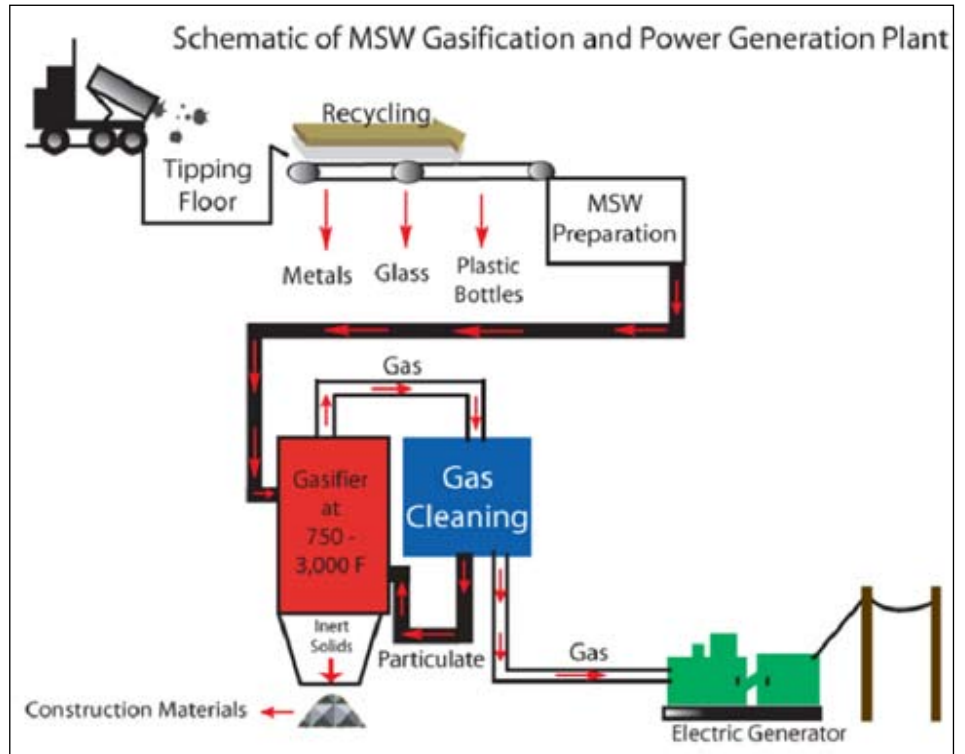 Schematic of MSW Gasification and Power Generation Plant
Recycling
Tipping
Floor
MSW
Preparation
Metals
Glass
Plastic
Bottles
Gas
Gasifier
at
750 -
3,000 F
Gas
Cleaning
Inert
Solids
Particulate
Gas
Construction Materials
Electric Generator